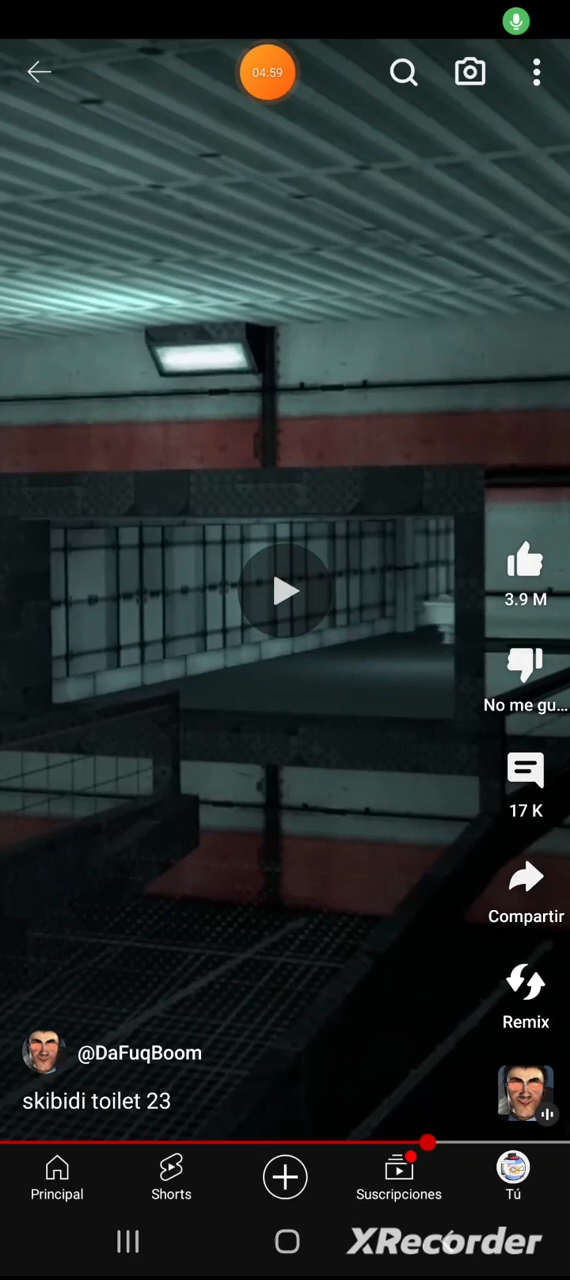 04:59
3.9 M
No me gu...
17 K
Compartir
Remix
@DaFuqBoom
skibidi toilet 23
Principal
Shorts
Suscripciones
Tú
XRecorder